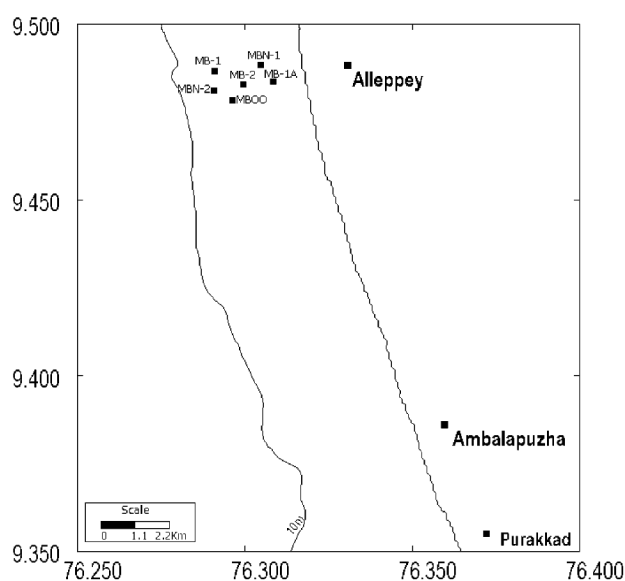 9.500
MBN-1
MB-1
MB-2
MB-1A
Alleppey
MBN-2
MBOO
9.450
9.400
Ambalapuzha
Scale
0 1.1 2.2Km
10m
Purakkad
9.350
76.250 76.300 76.350 76.400